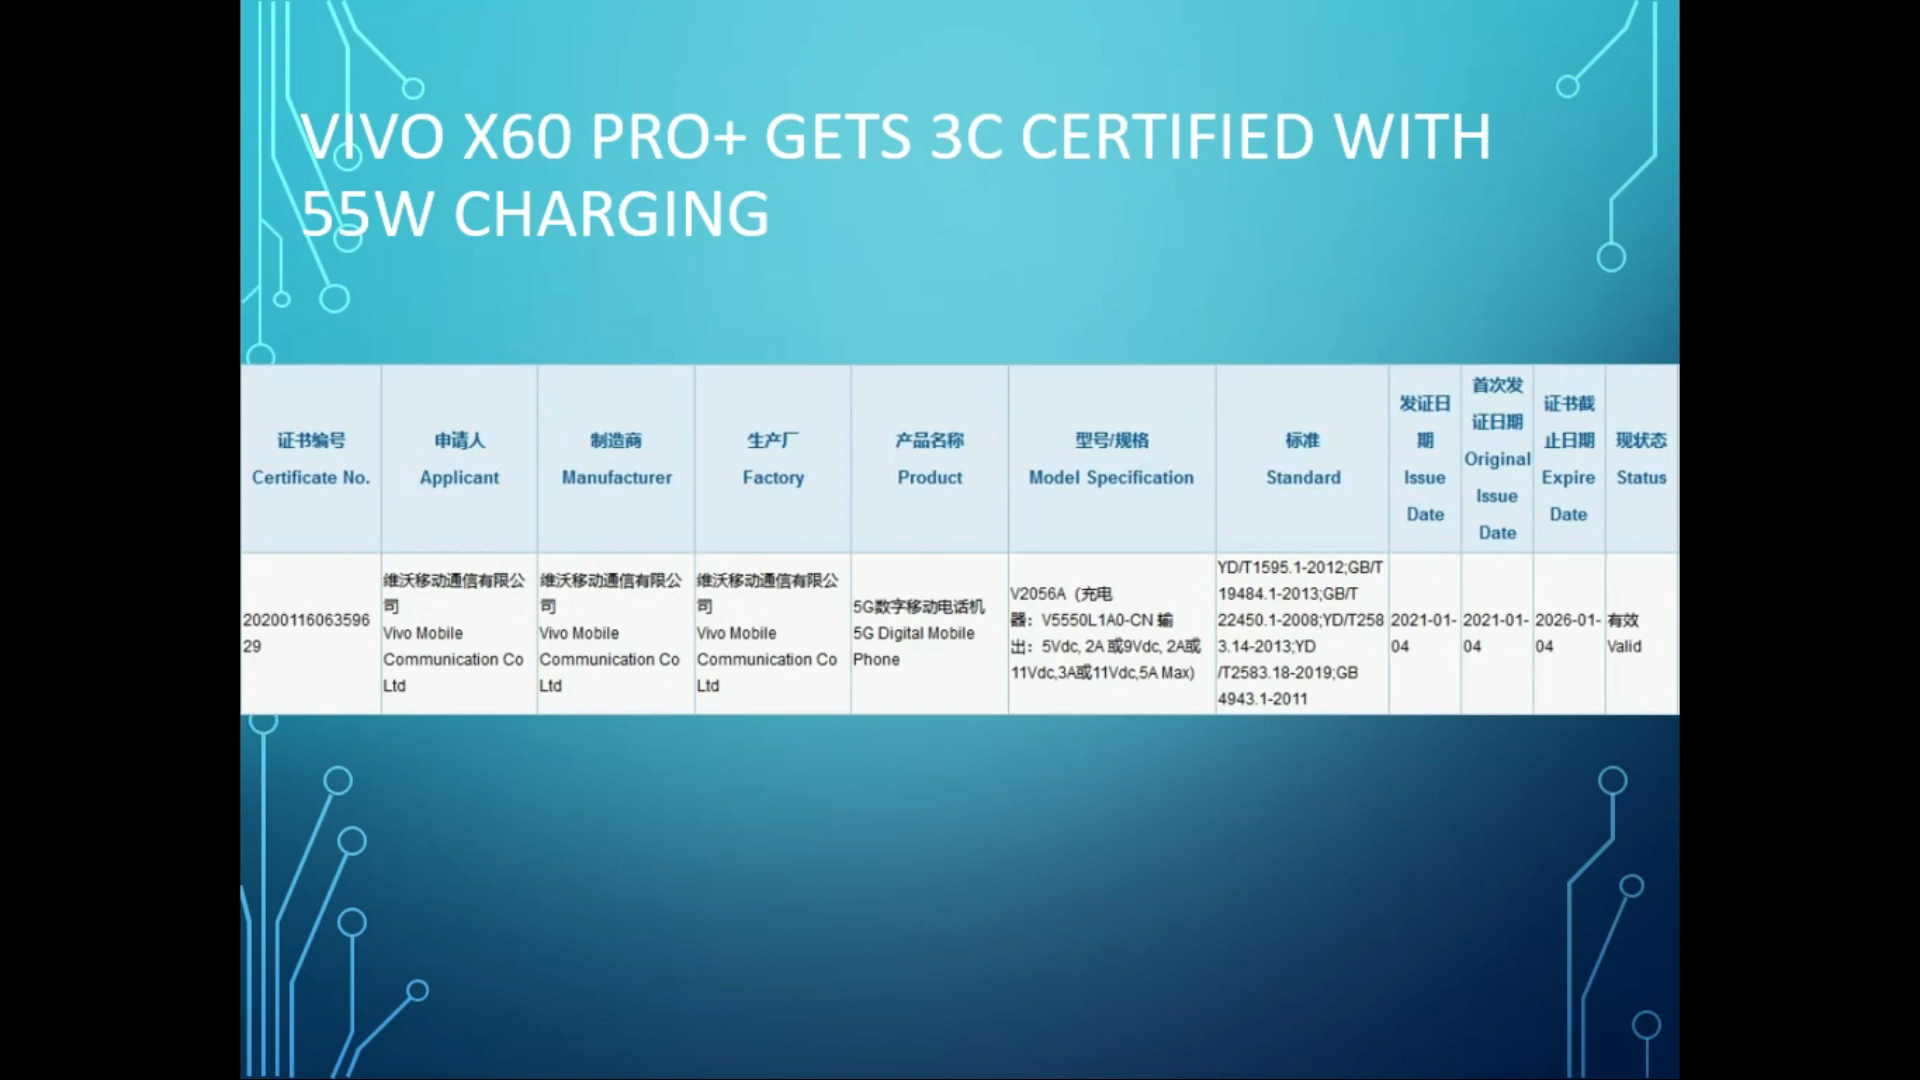 VIVO X60 PRO+ GETS 3C CERTIFIED WITH
55W CHARGING
证书编号
Certificate No.
申请人
Applicant
制造商
Manufacturer
生产厂
Factory
产品名称
Product
型号/规格
Model Specification
标准
Standard
发证日
期
Issue
Date
首次发
证日期
Original
Issue
Date
证书截
止日期
Expire
Date
现状态
Status
20200116063596
29
维沃移动通信有限公
司
Vivo Mobile
Communication Co
Ltd
维沃移动通信有限公
司
Vivo Mobile
Communication Co
Ltd
维沃移动通信有限公
司
Vivo Mobile
Communication Co
Ltd
5G数字移动电话机
5G Digital Mobile
Phone
V2056A（充电
器：V5550L1A0-CN 输
出：5Vdc, 2A 或9Vdc, 2A或
11Vdc,3A或11Vdc,5A Max)
YD/T1595.1-2012;GB/T
19484.1-2013;GB/T
22450.1-2008;YD/T258
3.14-2013;YD
/T2583.18-2019;GB
4943.1-2011
2021-01-
04
2021-01-
04
2026-01-
04
有效
Valid